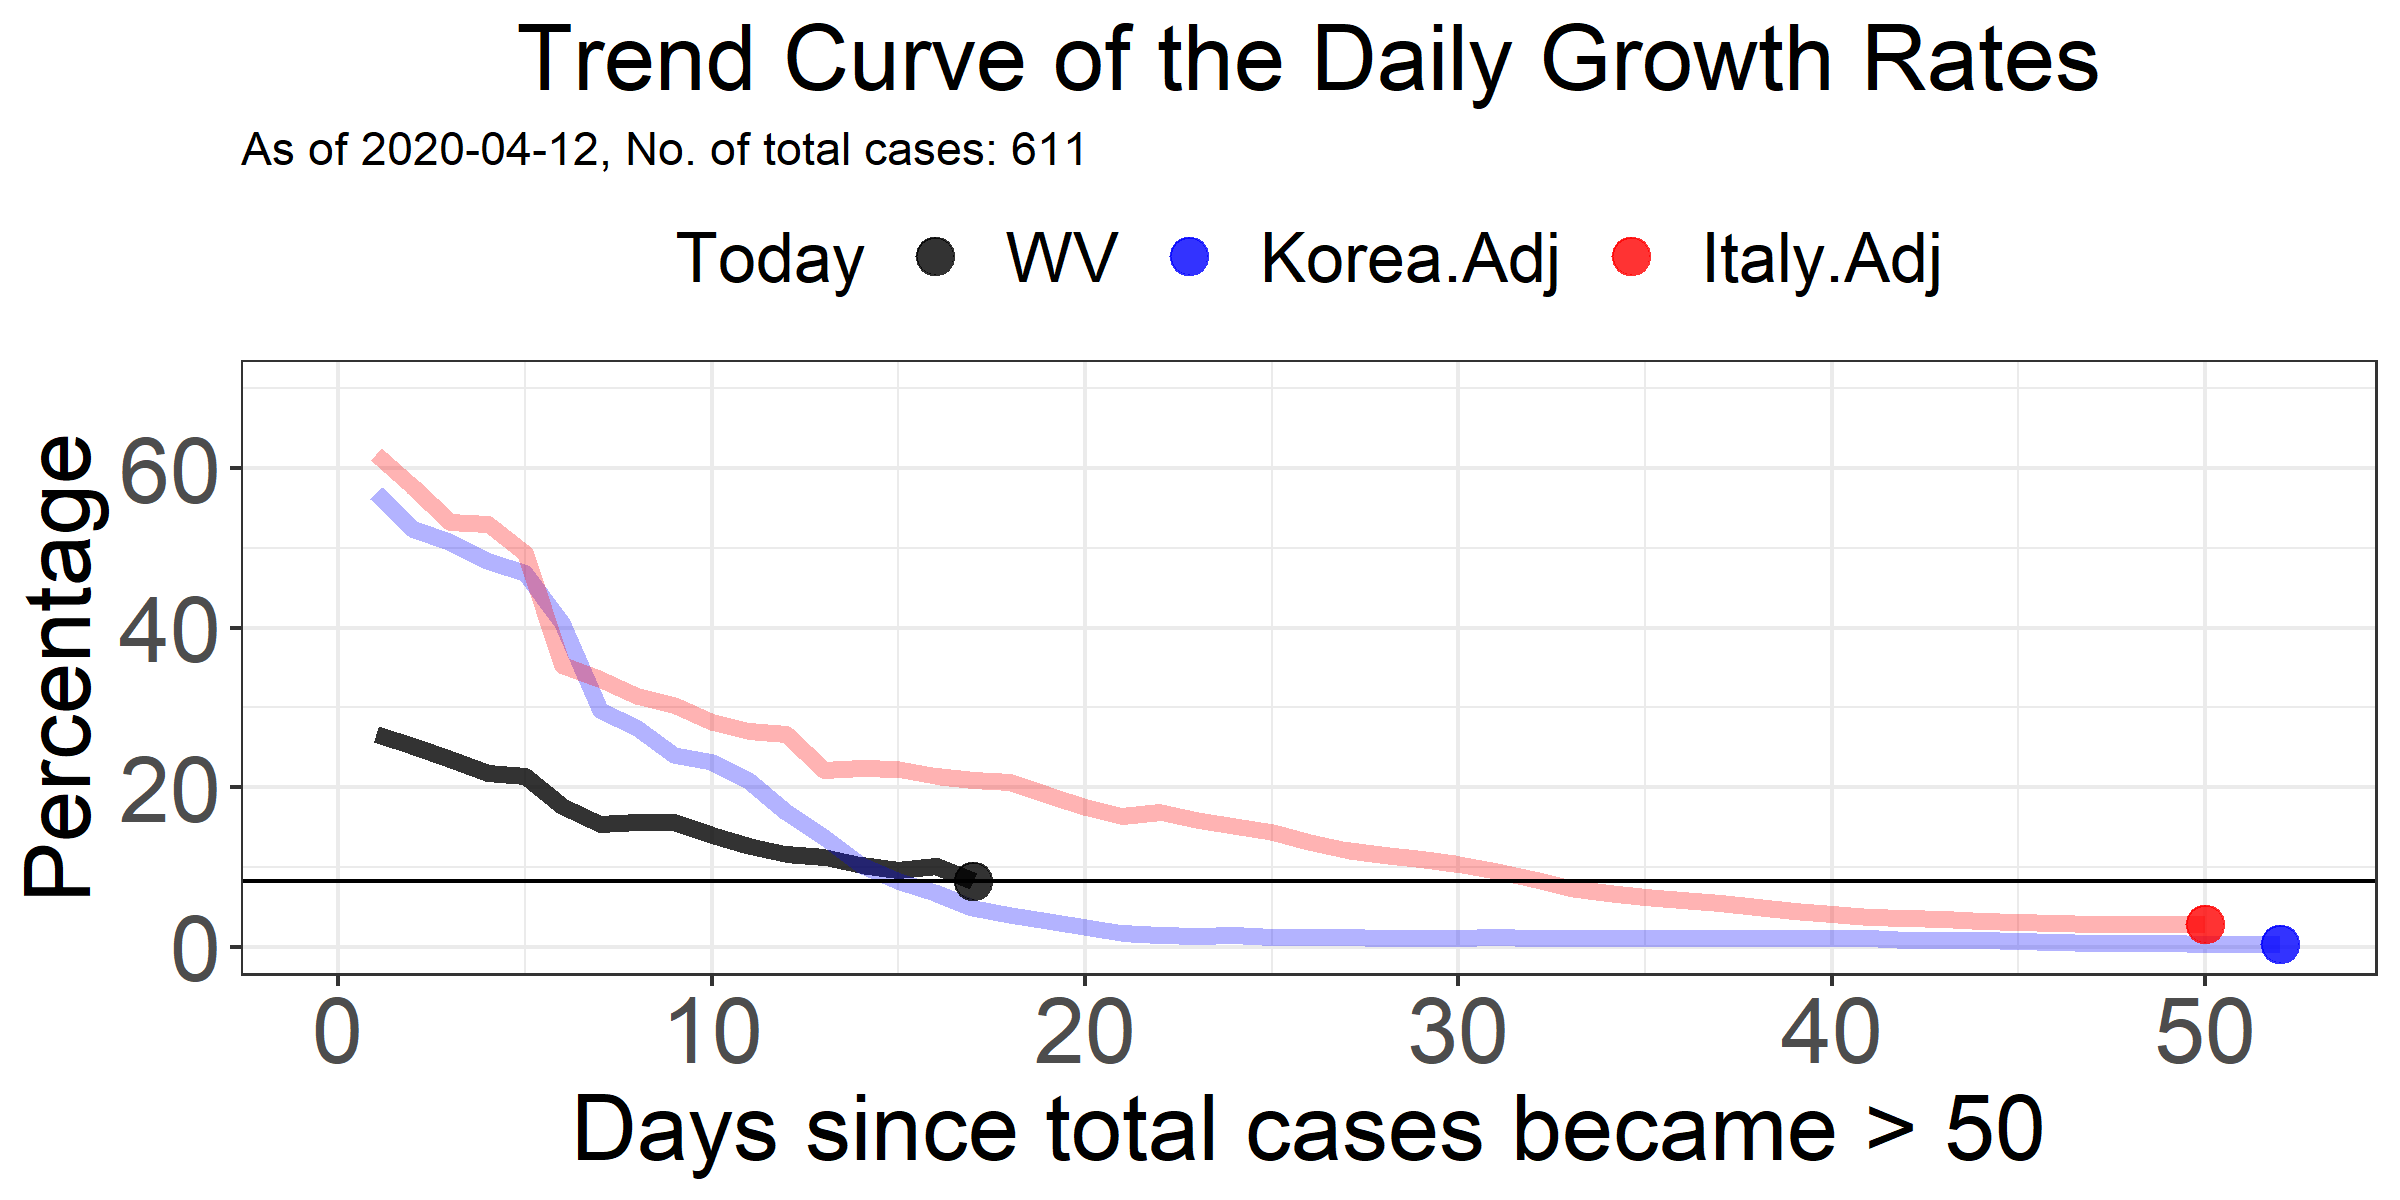 Trend Curve of the Daily Growth Rates
As of 2020-04-12, No. of total cases: 611
Today WV Korea.Adj Italy.Adj
Percentage
60
40
20
0
0 10 20 30 40 50
Days since total cases became > 50